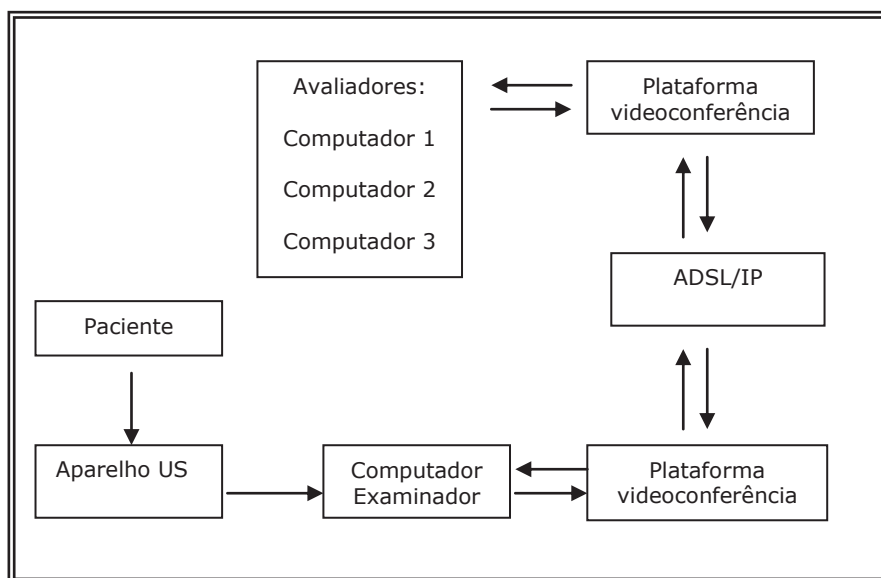 Avaliadores:
Computador 1
Computador 2
Computador 3
Plataforma
videoconferência
ADSL/IP
Paciente
Aparelho US
Computador
Examinador
Plataforma
videoconferência